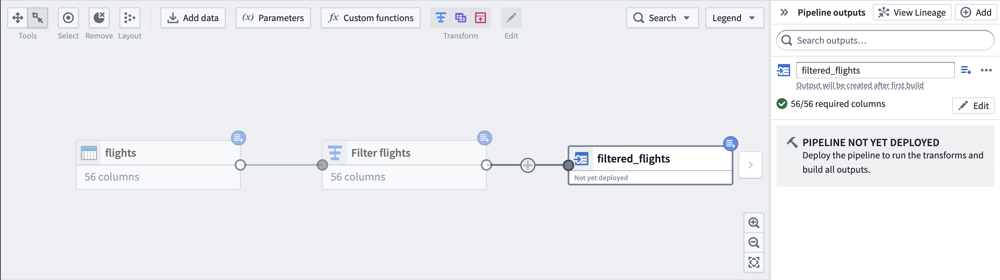 Add data
(x) Parameters
fx Custom functions
Search
Legend
Tools
Select
Remove
Layout
Transform
Edit
flights
56 columns
Filter flights
56 columns
filtered_flights
Not yet deployed
Pipeline outputs
View Lineage
Add
Search outputs...
filtered_flights
Output will be created after first build
56/56 required columns
Edit
PIPELINE NOT YET DEPLOYED
Deploy the pipeline to run the transforms and
build all outputs.